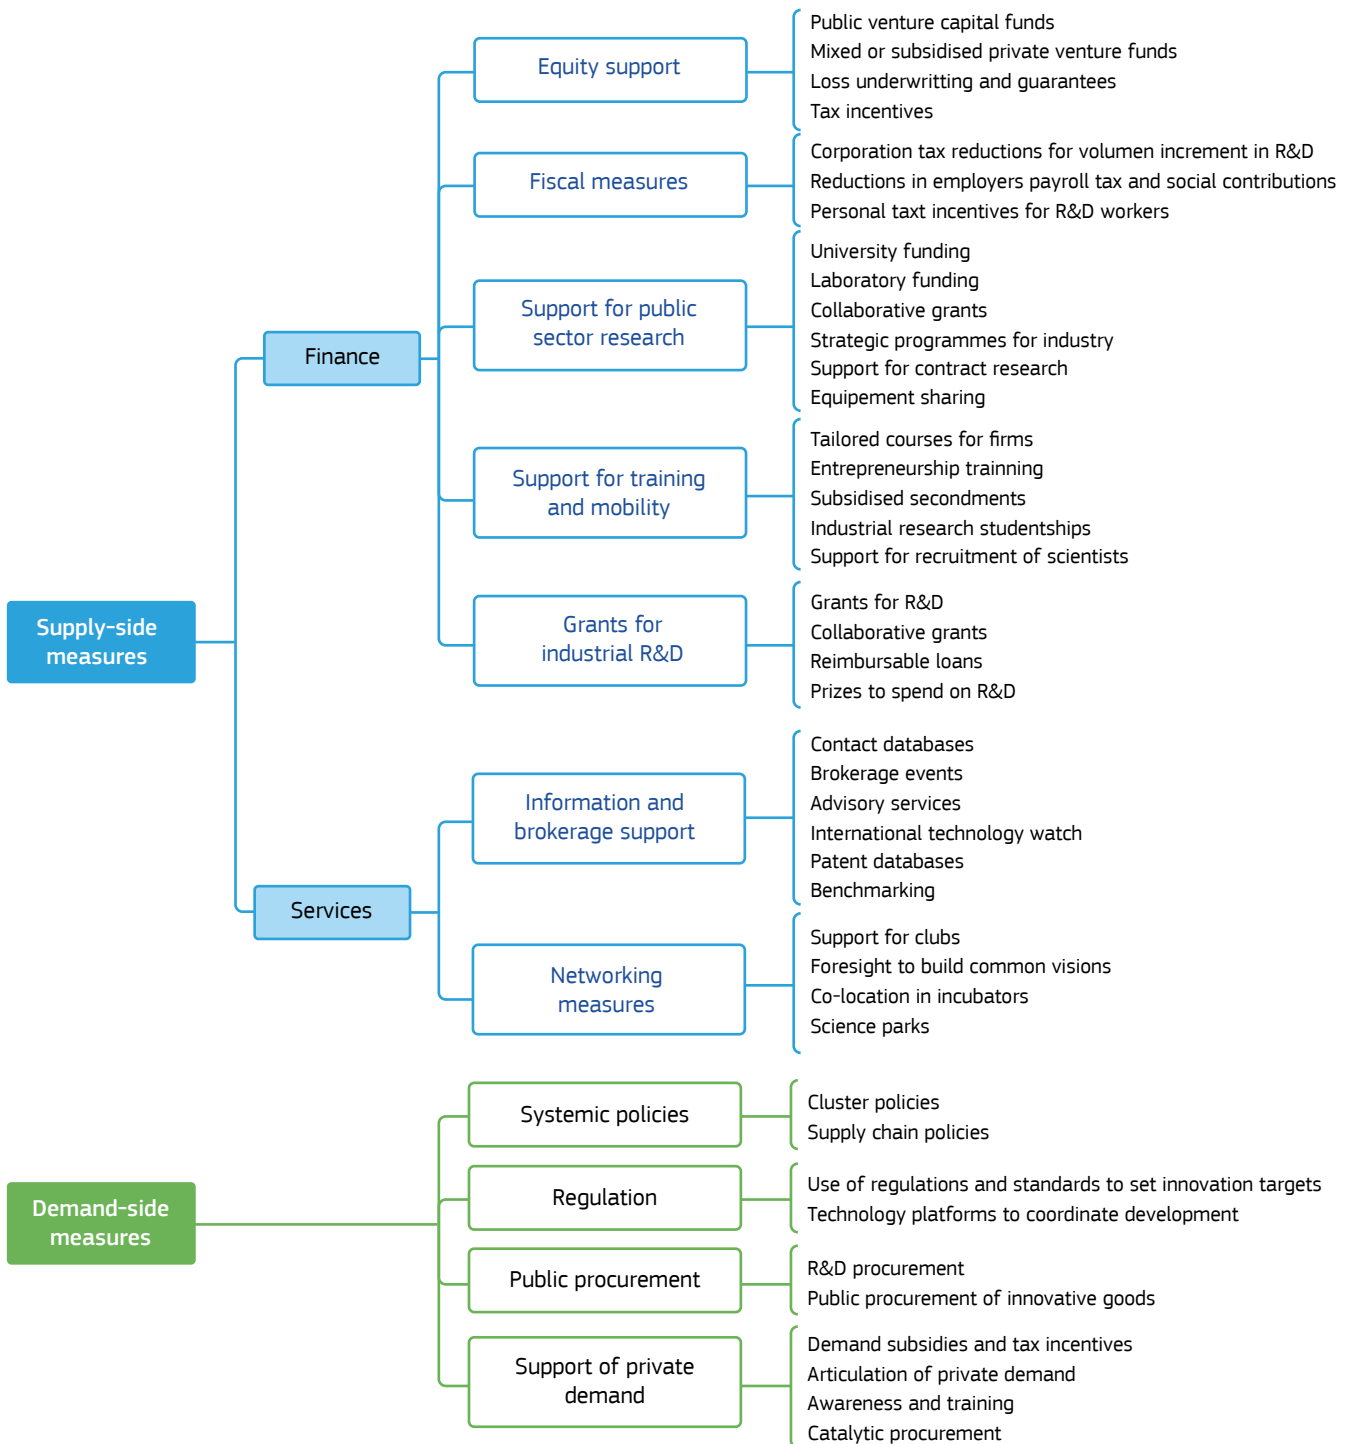 Supply-side
measures
Finance
Equity support
Public venture capital funds
Mixed or subsidised private venture funds
Loss underwritting and guarantees
Tax incentives
Fiscal measures
Corporation tax reductions for volumen increment in R&D
Reductions in employers payroll tax and social contributions
Personal taxt incentives for R&D workers
Support for public
sector research
University funding
Laboratory funding
Collaborative grants
Strategic programmes for industry
Support for contract research
Equipement sharing
Support for training
and mobility
Tailored courses for firms
Entrepreneurship trainning
Subsidised secondments
Industrial research studentships
Support for recruitment of scientists
Grants for
industrial R&D
Grants for R&D
Collaborative grants
Reimbursable loans
Prizes to spend on R&D
Services
Information and
brokerage support
Contact databases
Brokerage events
Advisory services
International technology watch
Patent databases
Benchmarking
Networking
measures
Support for clubs
Foresight to build common visions
Co-location in incubators
Science parks
Demand-side
measures
Systemic policies
Cluster policies
Supply chain policies
Regulation
Use of regulations and standards to set innovation targets
Technology platforms to coordinate development
Public procurement
R&D procurement
Public procurement of innovative goods
Support of private
demand
Demand subsidies and tax incentives
Articulation of private demand
Awareness and training
Catalytic procurement